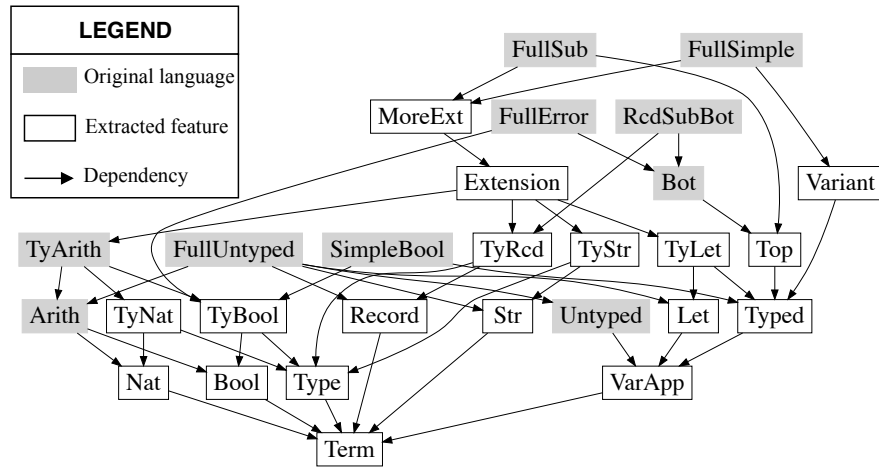 LEGEND
Original language
Extracted feature
Dependency
FullSub FullSimple
MoreExt FullError RcdSubBot
Extension Bot Variant
TyArith FullUntyped SimpleBool TyRcd TyStr TyLet Top
Arith TyNat TyBool Record Str Untyped Let Typed
Nat Bool Type VarApp
Term